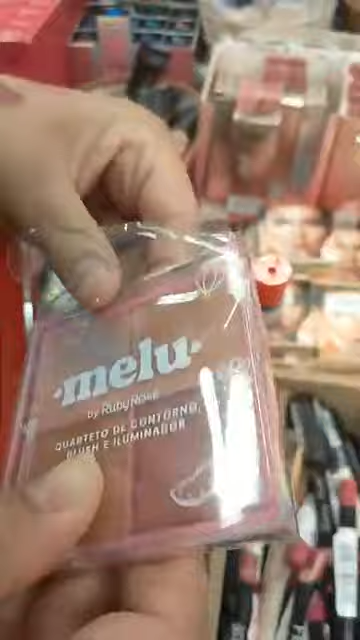 melu
by Ruby Rose
QUARTETO DE CONTORNO,
BLUSH E ILUMINADOR